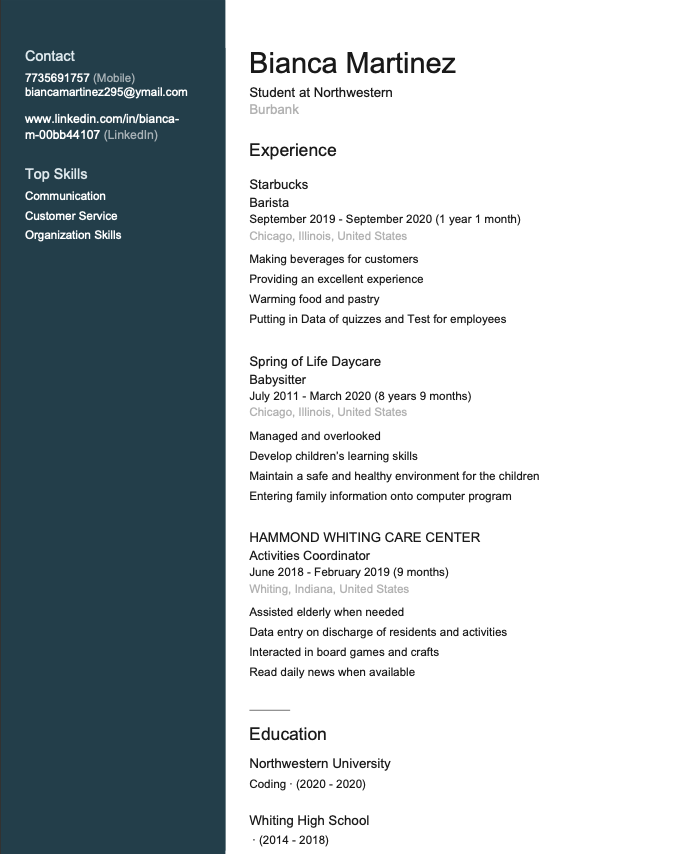 Contact
7735691757 (Mobile)
biancamartinez295@ymail.com
www.linkedin.com/in/bianca-
m-00bb44107 (LinkedIn)
Top Skills
Communication
Customer Service
Organization Skills
Bianca Martinez
Student at Northwestern
Burbank
Experience
Starbucks
Barista
September 2019 - September 2020 (1 year 1 month)
Chicago, Illinois, United States
Making beverages for customers
Providing an excellent experience
Warming food and pastry
Putting in Data of quizzes and Test for employees
Spring of Life Daycare
Babysitter
July 2011 - March 2020 (8 years 9 months)
Chicago, Illinois, United States
Managed and overlooked
Develop children's learning skills
Maintain a safe and healthy environment for the children
Entering family information onto computer program
HAMMOND WHITING CARE CENTER
Activities Coordinator
June 2018 - February 2019 (9 months)
Whiting, Indiana, United States
Assisted elderly when needed
Data entry on discharge of residents and activities
Interacted in board games and crafts
Read daily news when available
Education
Northwestern University
Coding · (2020 - 2020)
Whiting High School
· (2014 - 2018)